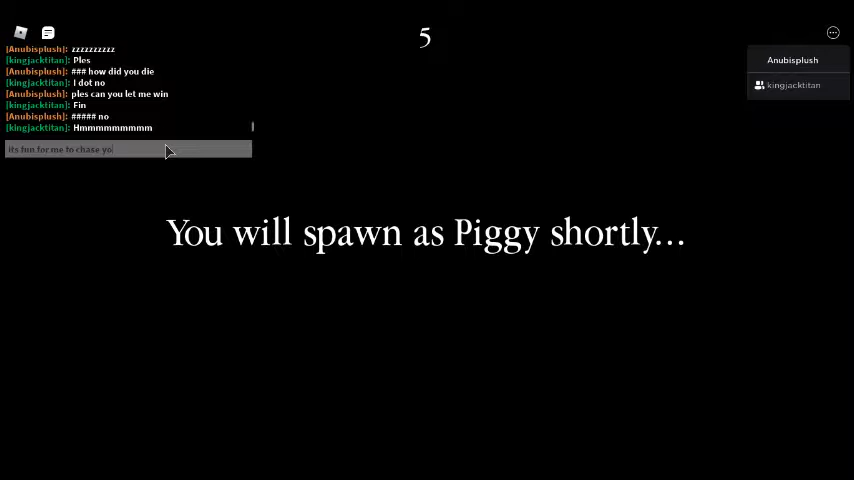 5
[Anubisplush]: zzzzzzzzzz
[kingjacktitan]: Ples
[Anubisplush]: ### how did you die
[kingjacktitan]: I dot no
[Anubisplush]: ples can you let me win
[kingjacktitan]: Fin
[Anubisplush]: ##### no
[kingjacktitan]: Hmmmmmmmmmm
its fun for me to chase yo
Anubisplush
kingjacktitan
You will spawn as Piggy shortly...